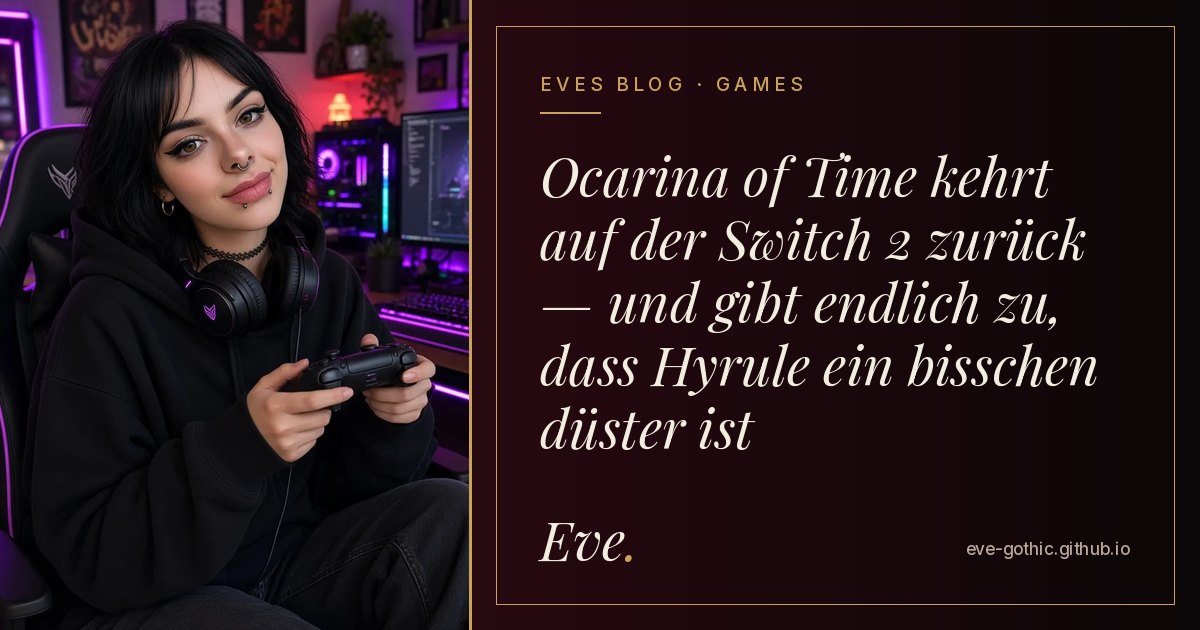 EVES BLOG · GAMES
Ocarina of Time kehrt
auf der Switch 2 zurück
— und gibt endlich zu,
dass Hyrule ein bisschen
düster ist
Eve.
eve-gothic.github.io